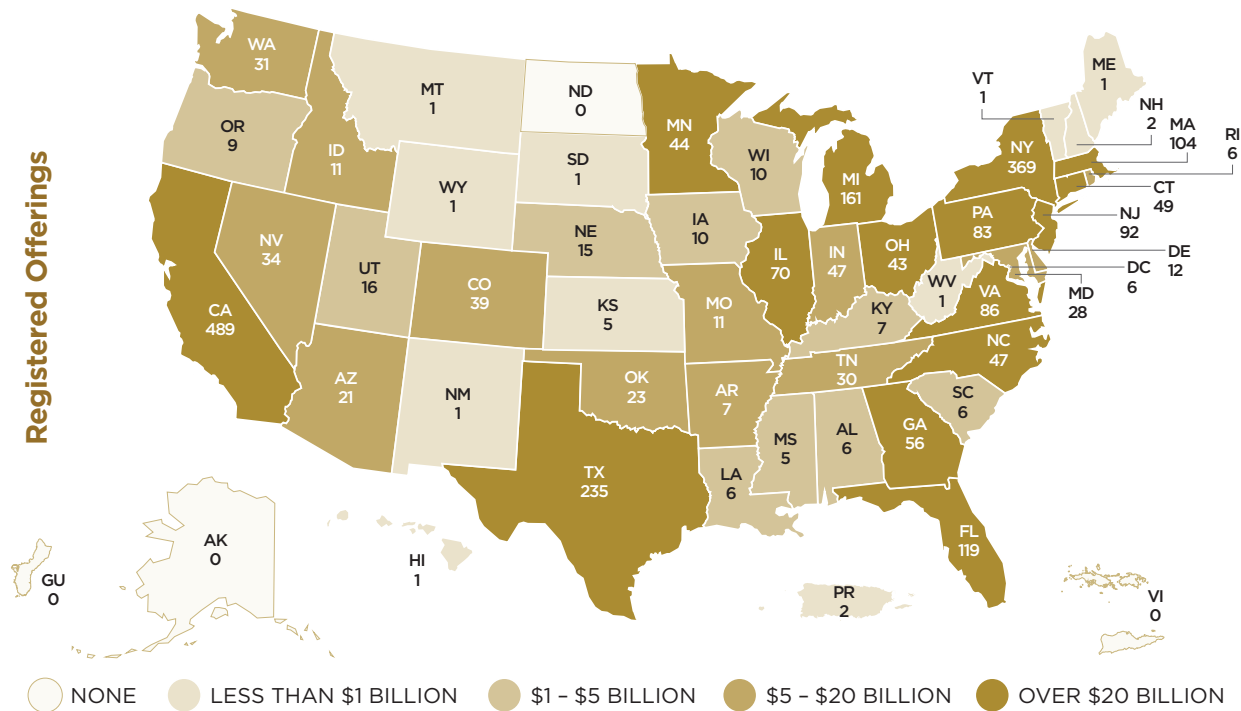 Registered Offerings
WA
31
OR
9
ID
11
MT
1
ND
0
MN
44
WI
10
SD
1
WY
1
NV
34
UT
16
CA
489
CO
39
NE
15
IA
10
KS
5
MO
11
IL
70
IN
47
MI
161
OH
43
KY
7
WV
1
VA
86
PA
83
NY
369
VT
1
ME
1
NH
2
MA
104
RI
6
CT
49
NJ
92
DE
12
DC
6
MD
28
NC
47
TN
30
SC
6
GA
56
AL
6
MS
5
LA
6
AR
7
OK
23
TX
235
NM
1
AZ
21
FL
119
AK
0
GU
0
HI
1
PR
2
VI
0
NONE
LESS THAN $1 BILLION
$1 – $5 BILLION
$5 – $20 BILLION
OVER $20 BILLION